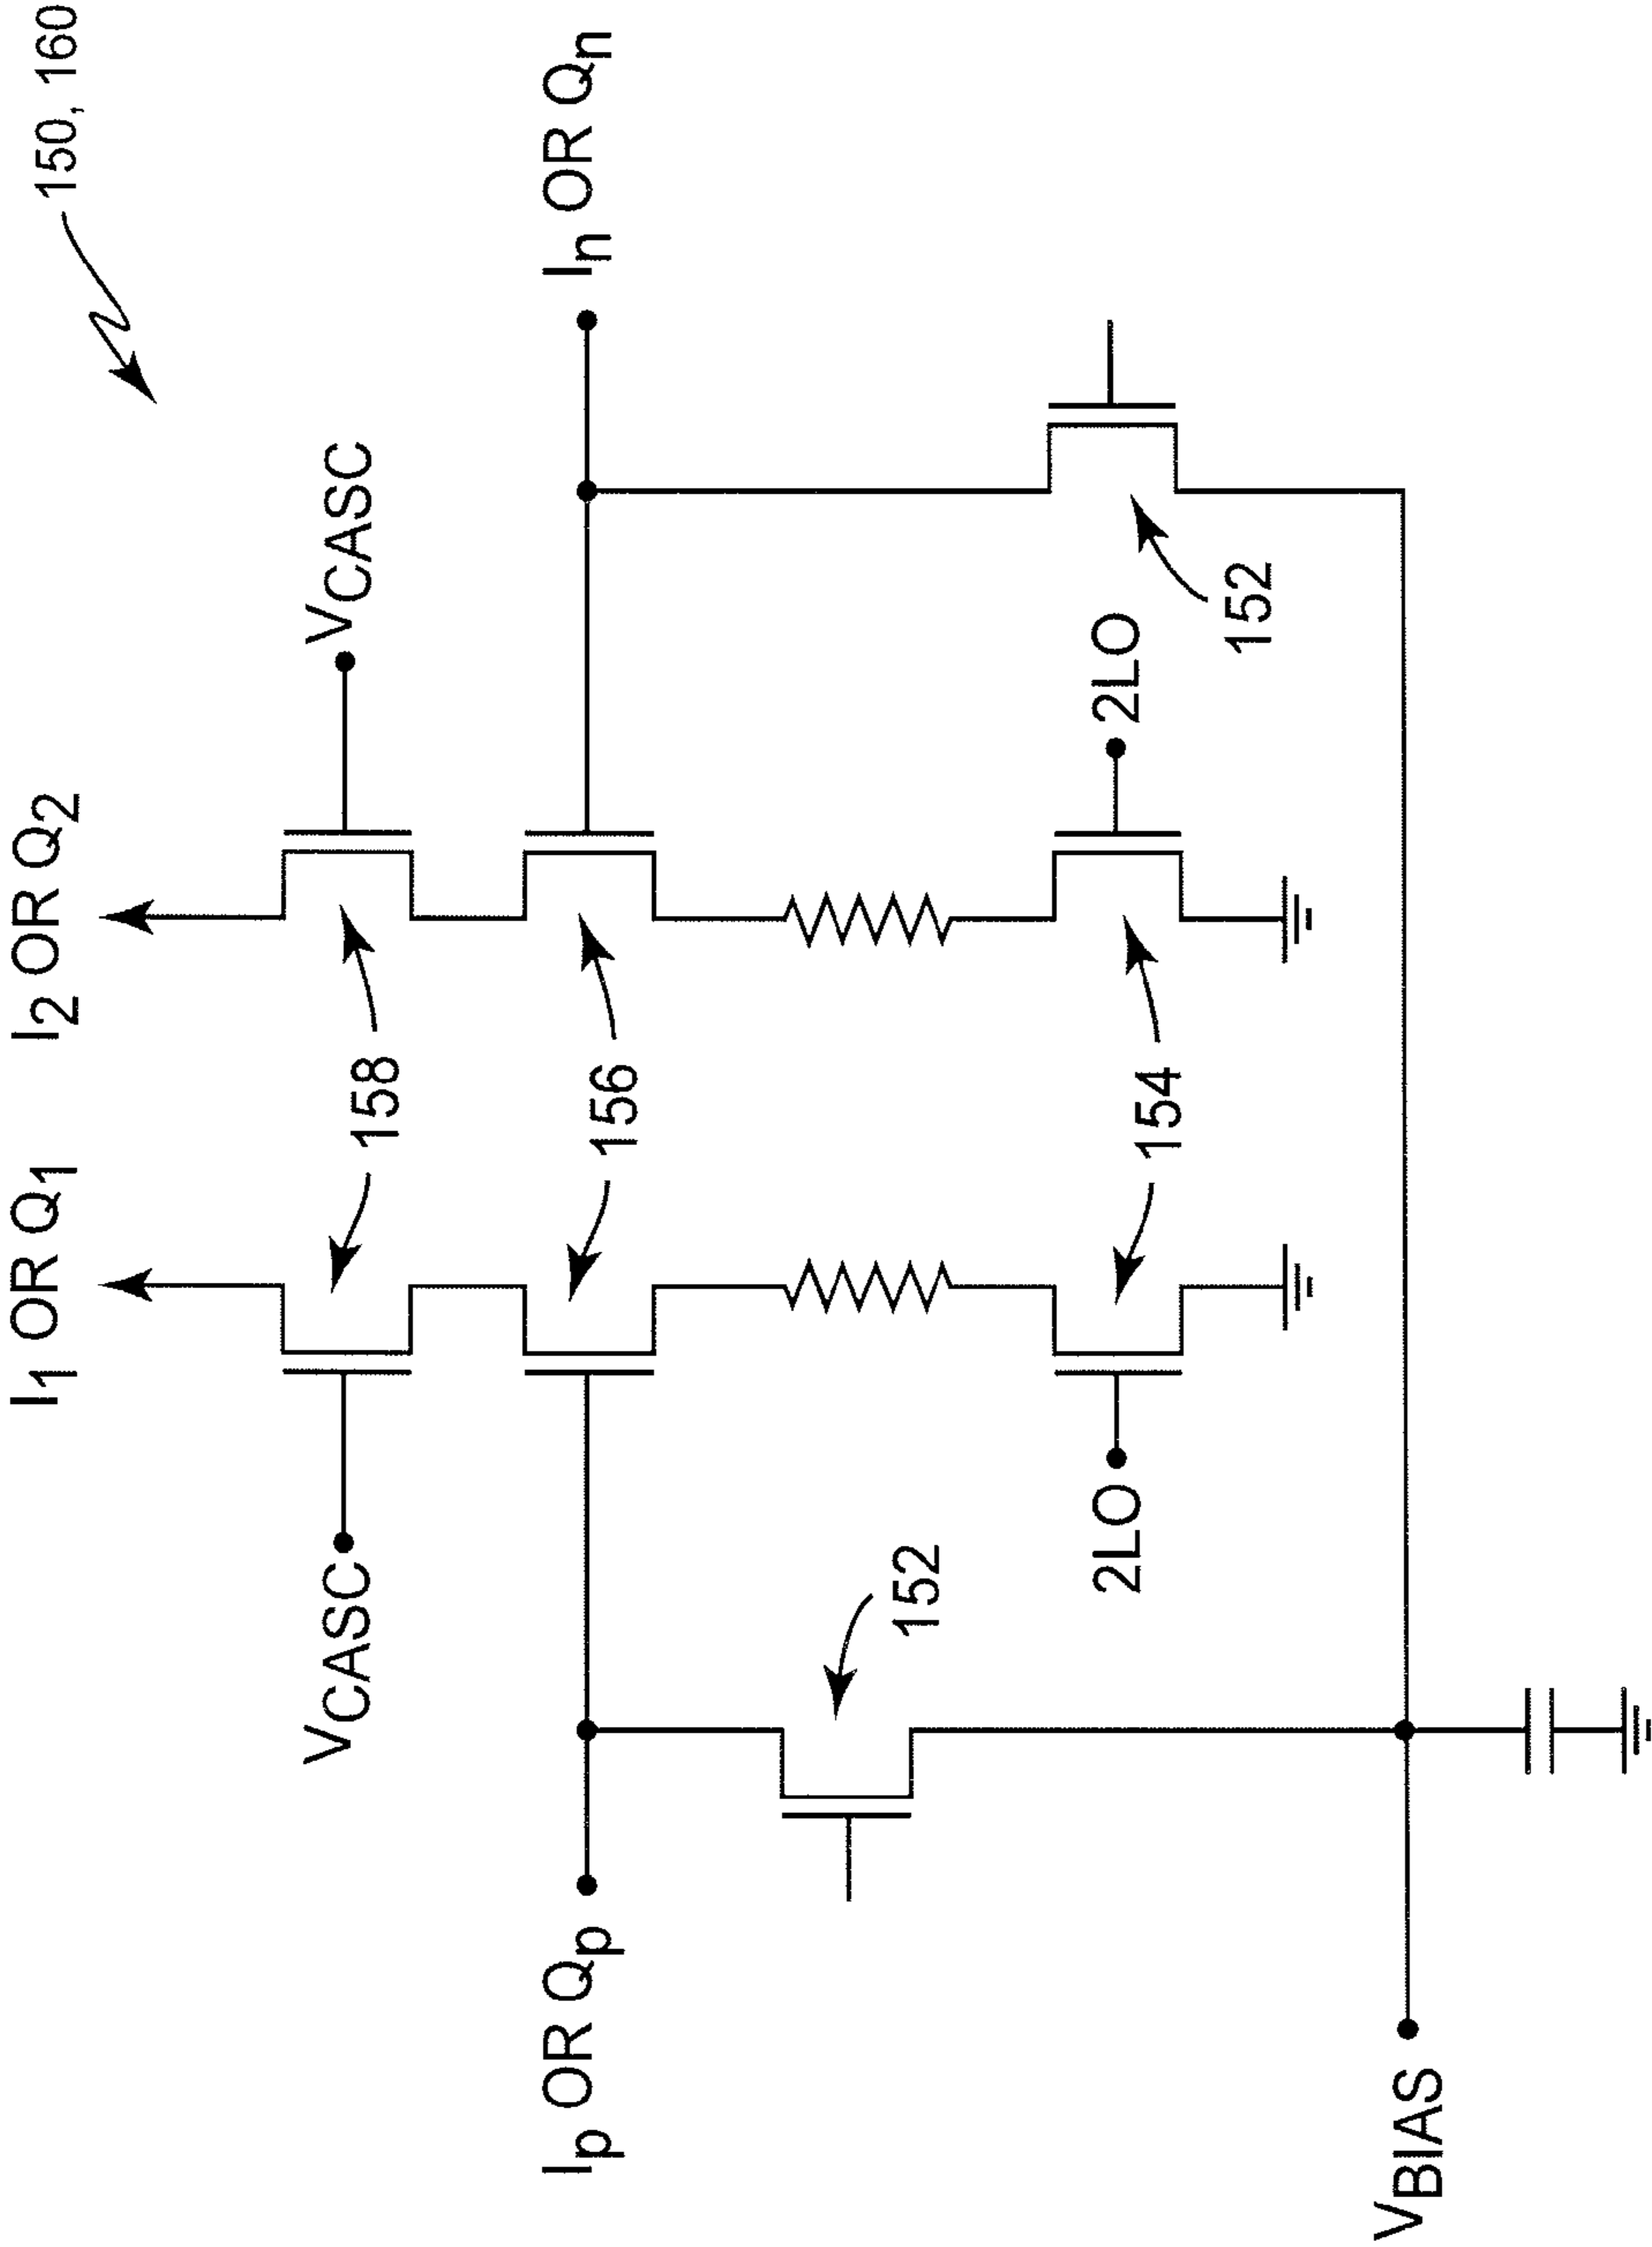 150, 160
I1 OR Q1
I2 OR Q2
VCASC
VCASC
158
Ip OR Qp
In OR Qn
156
152
2LO
154
2LO
152
VBIAS